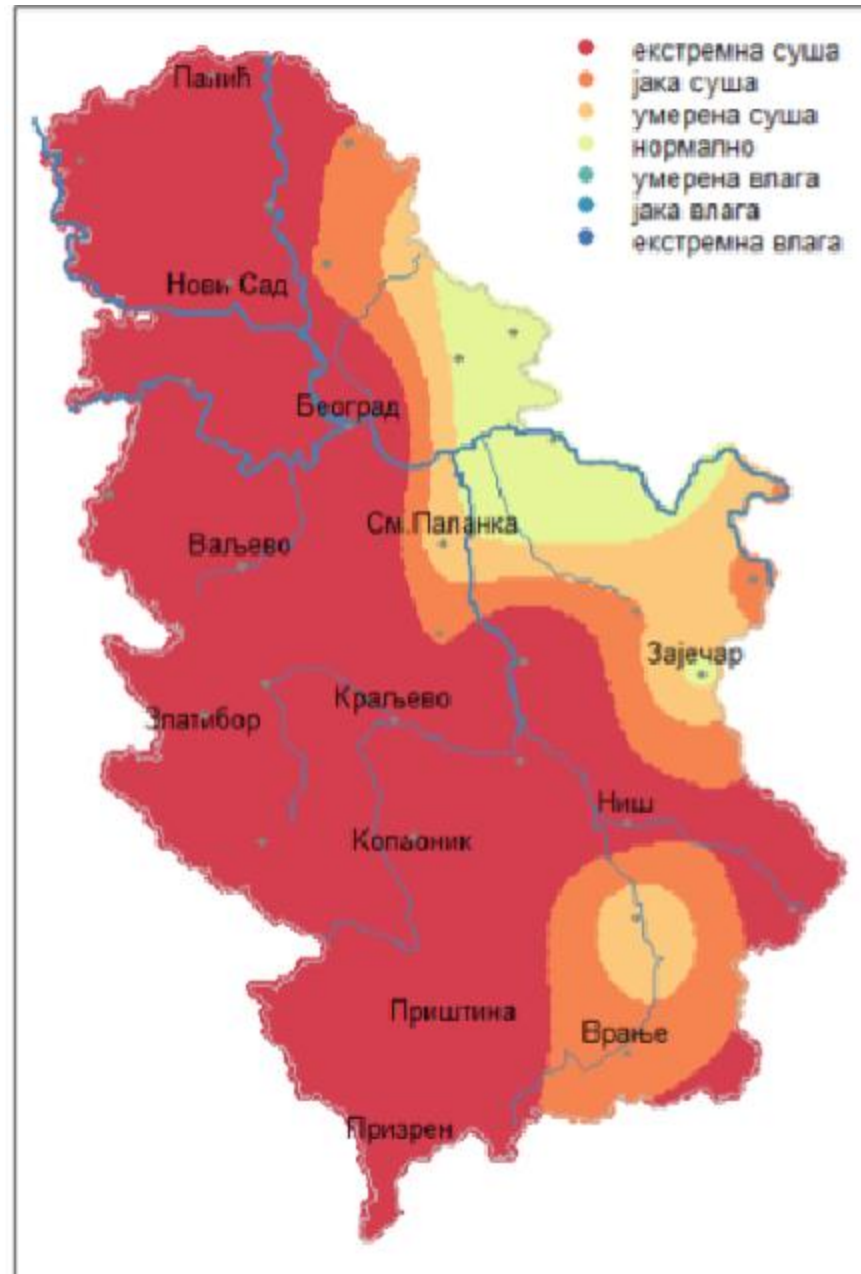 екстремна суша
јака суша
умерена суша
нормално
умерена влага
јака влага
екстремна влага
Палић
Нови Сад
Београд
См.Паланка
Ваљево
Зајечар
Краљево
Златибор
Ниш
Копаоник
Приштина
Врање
Призрен